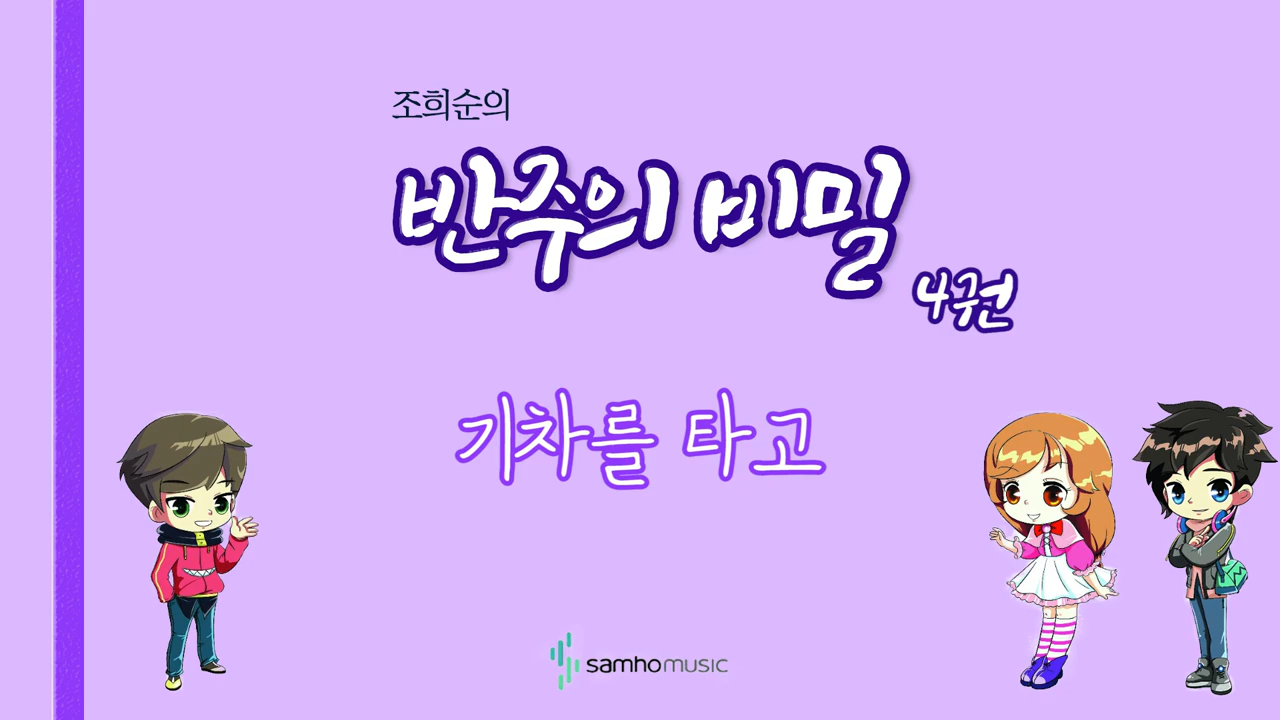 조희순의
반주의 비밀
4권
기차를 타고
samhomusic